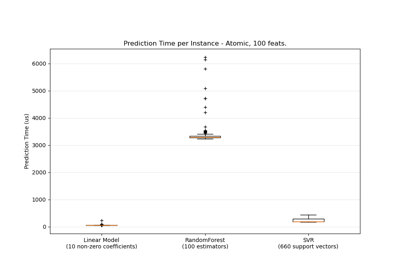 Prediction Time per Instance - Atomic, 100 feats.
Prediction Time (us)
6000
5000
4000
3000
2000
1000
0
Linear Model
(10 non-zero coefficients)
RandomForest
(100 estimators)
SVR
(660 support vectors)